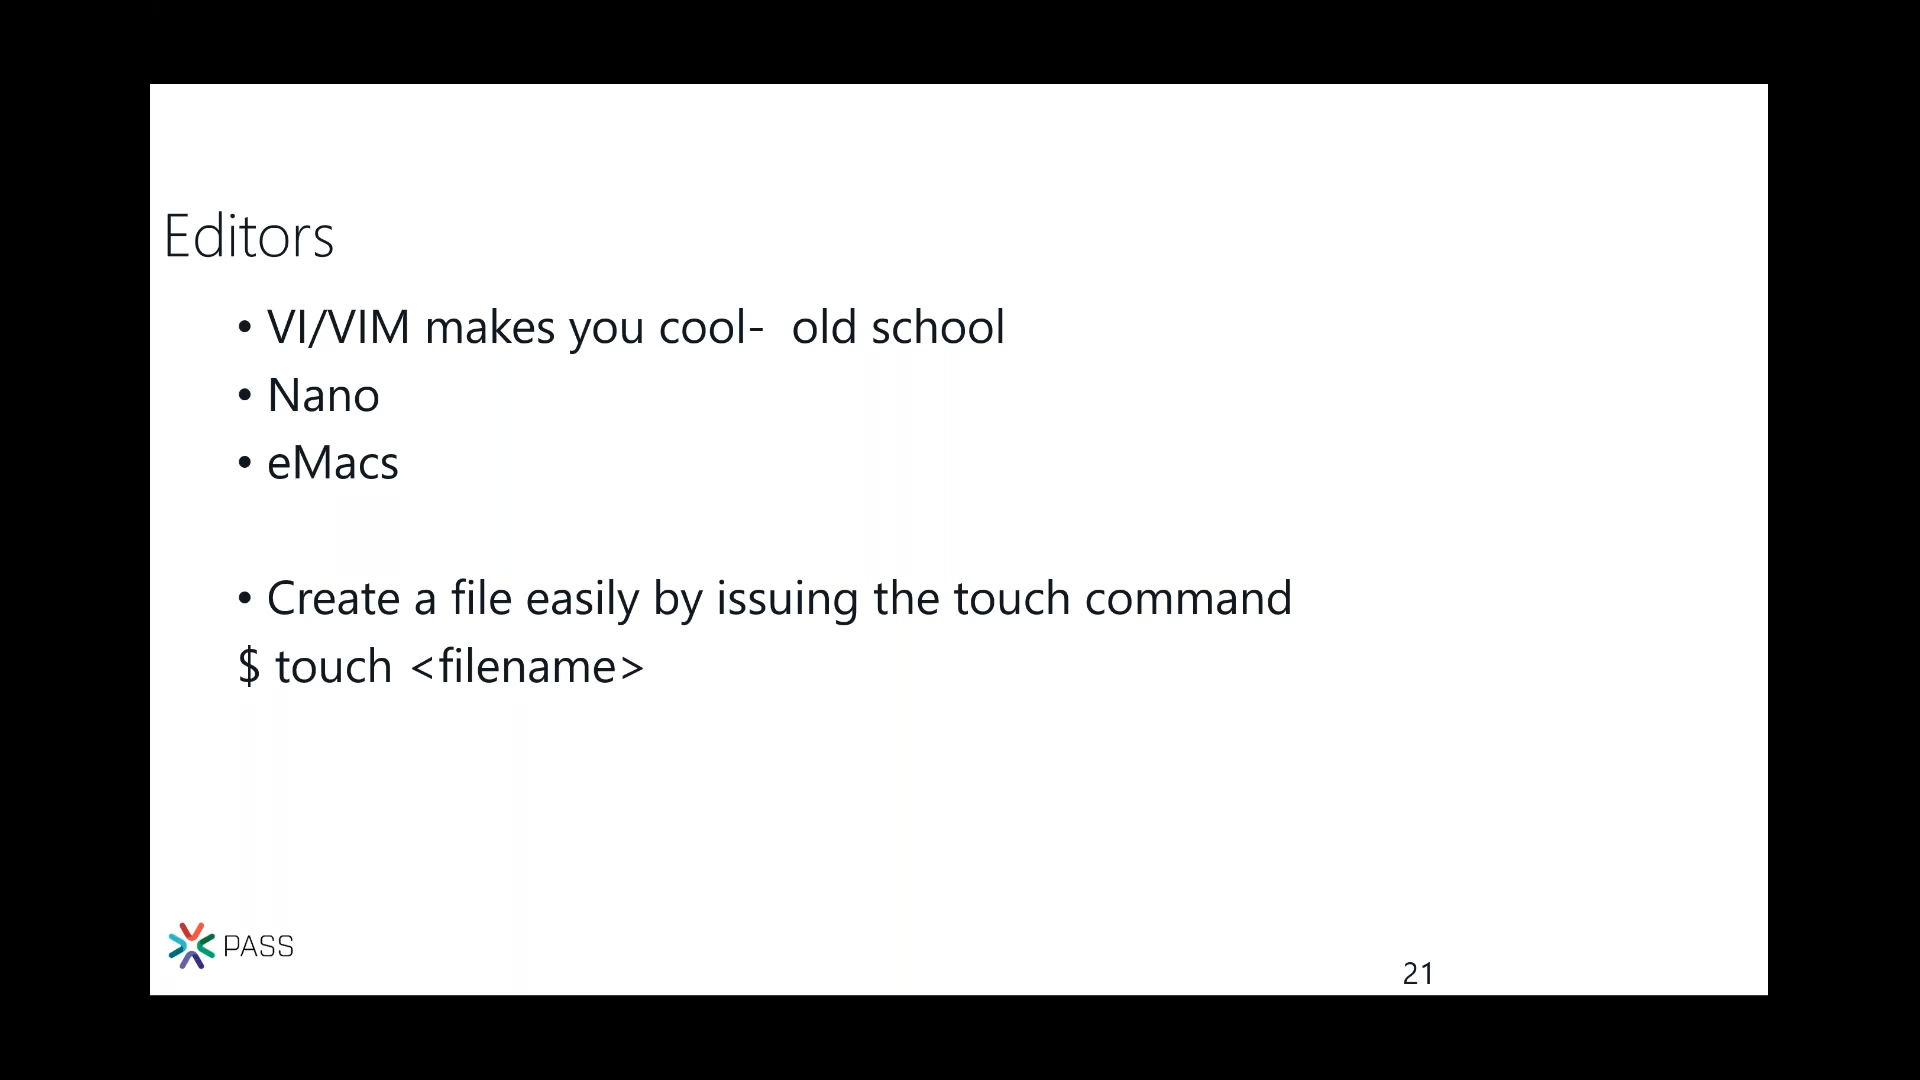 Editors
• VI/VIM makes you cool-  old school
• Nano
• eMacs
• Create a file easily by issuing the touch command
$ touch <filename>
PASS
21